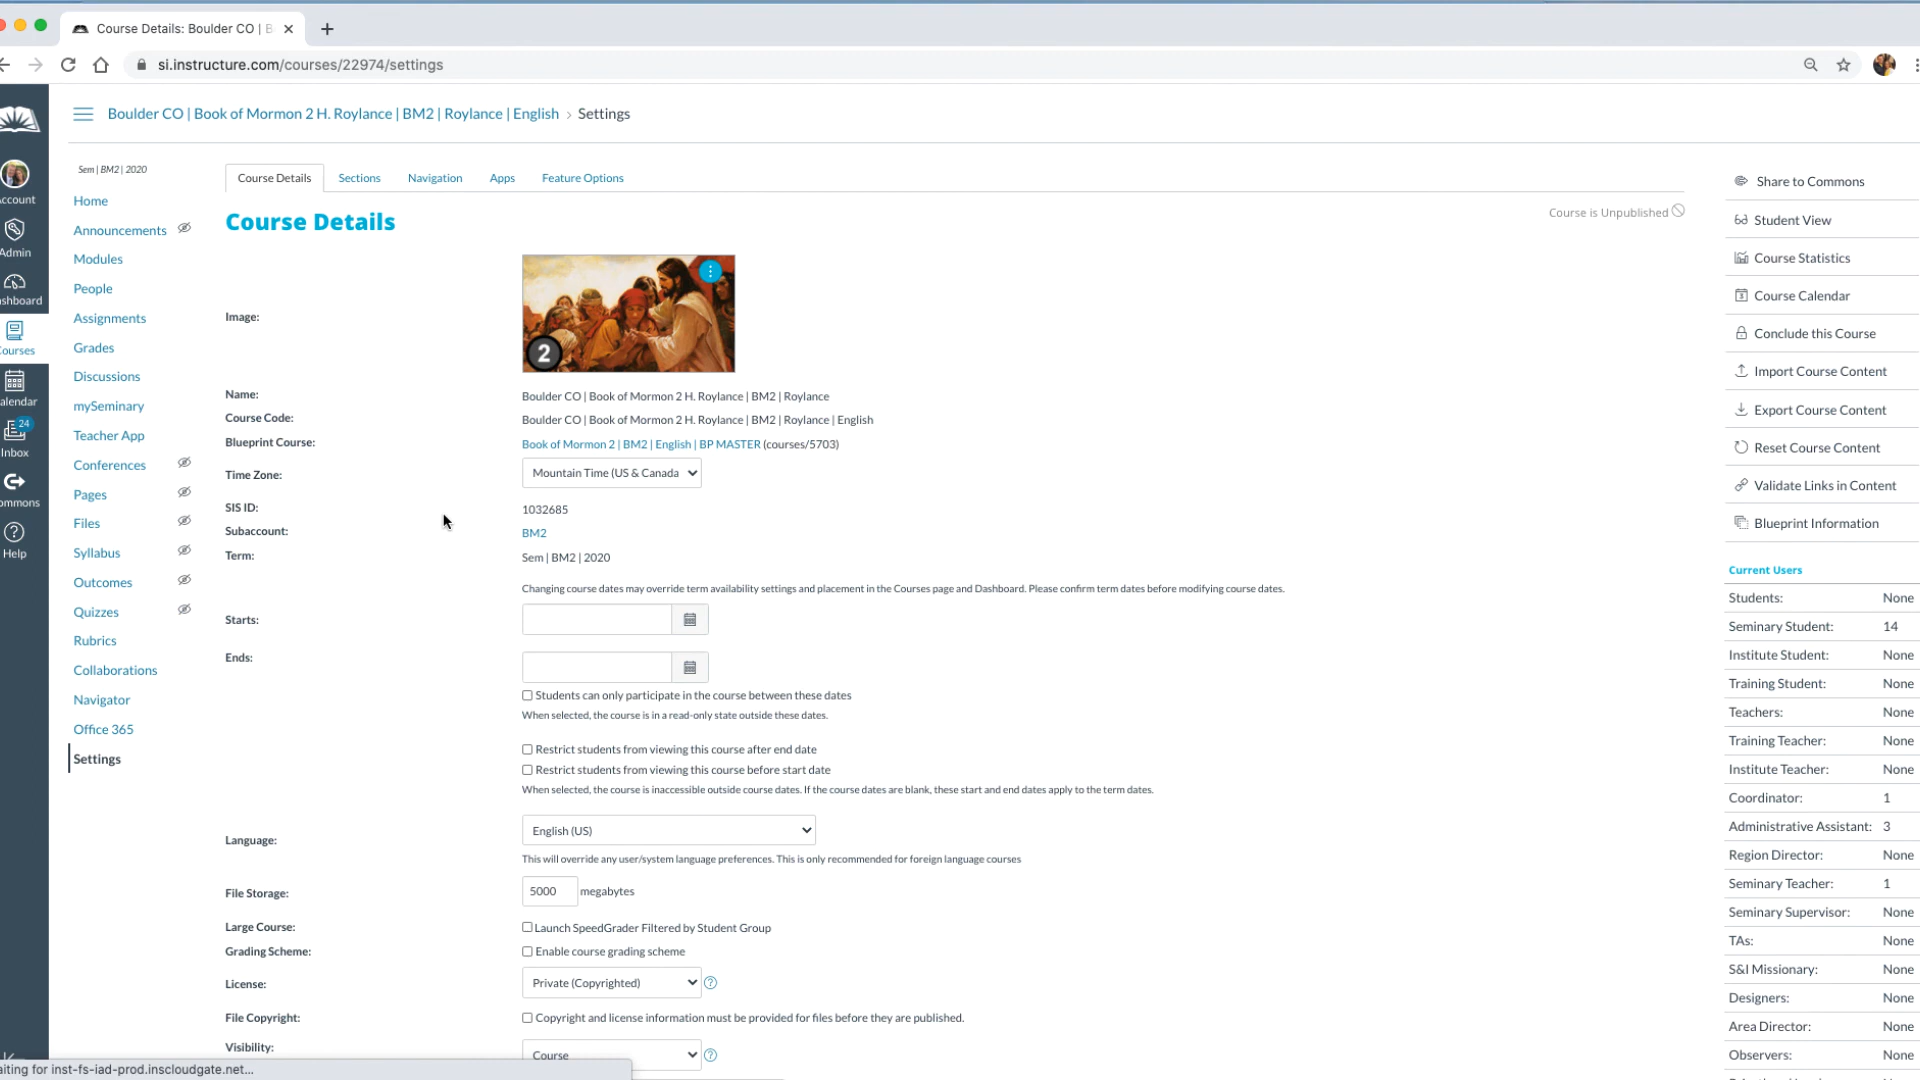 Course Details: Boulder CO | B
si.instructure.com/courses/22974/settings
Boulder CO | Book of Mormon 2 H. Roylance | BM2 | Roylance | English › Settings
ccount
Admin
ashboard
ourses
alendar
24
Inbox
ommons
Help
Sem | BM2 | 2020
Home
Announcements
Modules
People
Assignments
Grades
Discussions
mySeminary
Teacher App
Conferences
Pages
Files
Syllabus
Outcomes
Quizzes
Rubrics
Collaborations
Navigator
Office 365
Settings
Course Details Sections Navigation Apps Feature Options
Course Details
Course is Unpublished
Image:
2
Name: Boulder CO | Book of Mormon 2 H. Roylance | BM2 | Roylance
Course Code: Boulder CO | Book of Mormon 2 H. Roylance | BM2 | Roylance | English
Blueprint Course: Book of Mormon 2 | BM2 | English | BP MASTER (courses/5703)
Time Zone: Mountain Time (US & Canada
SIS ID: 1032685
Subaccount: BM2
Term: Sem | BM2 | 2020
Changing course dates may override term availability settings and placement in the Courses page and Dashboard. Please confirm term dates before modifying course dates.
Starts:
Ends:
Students can only participate in the course between these dates
When selected, the course is in a read-only state outside these dates.
Restrict students from viewing this course after end date
Restrict students from viewing this course before start date
When selected, the course is inaccessible outside course dates. If the course dates are blank, these start and end dates apply to the term dates.
Language: English (US)
This will override any user/system language preferences. This is only recommended for foreign language courses
File Storage: 5000 megabytes
Large Course: Launch SpeedGrader Filtered by Student Group
Grading Scheme: Enable course grading scheme
License: Private (Copyrighted)
File Copyright: Copyright and license information must be provided for files before they are published.
Visibility: Course
Share to Commons
Student View
Course Statistics
Course Calendar
Conclude this Course
Import Course Content
Export Course Content
Reset Course Content
Validate Links in Content
Blueprint Information
Current Users
Students: None
Seminary Student: 14
Institute Student: None
Training Student: None
Teachers: None
Training Teacher: None
Institute Teacher: None
Coordinator: 1
Administrative Assistant: 3
Region Director: None
Seminary Teacher: 1
Seminary Supervisor: None
TAs: None
S&I Missionary: None
Designers: None
Area Director: None
Observers: None
aiting for inst-fs-iad-prod.inscloudgate.net...